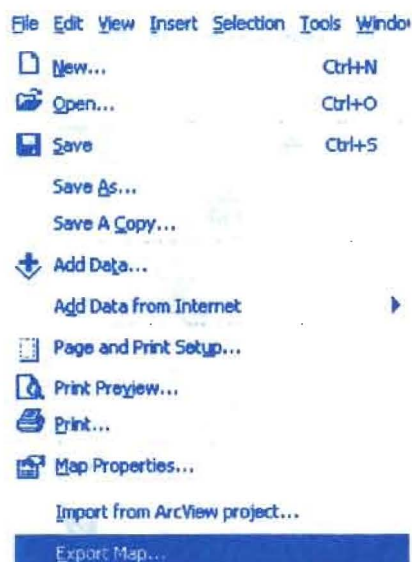 File Edit View Insert Selection Tools Windo
New... Ctrl+N
Open... Ctrl+O
Save Ctrl+S
Save As...
Save A Copy...
Add Data...
Add Data from Internet
Page and Print Setup...
Print Preview...
Print...
Map Properties...
Import from ArcView project...
Export Map...